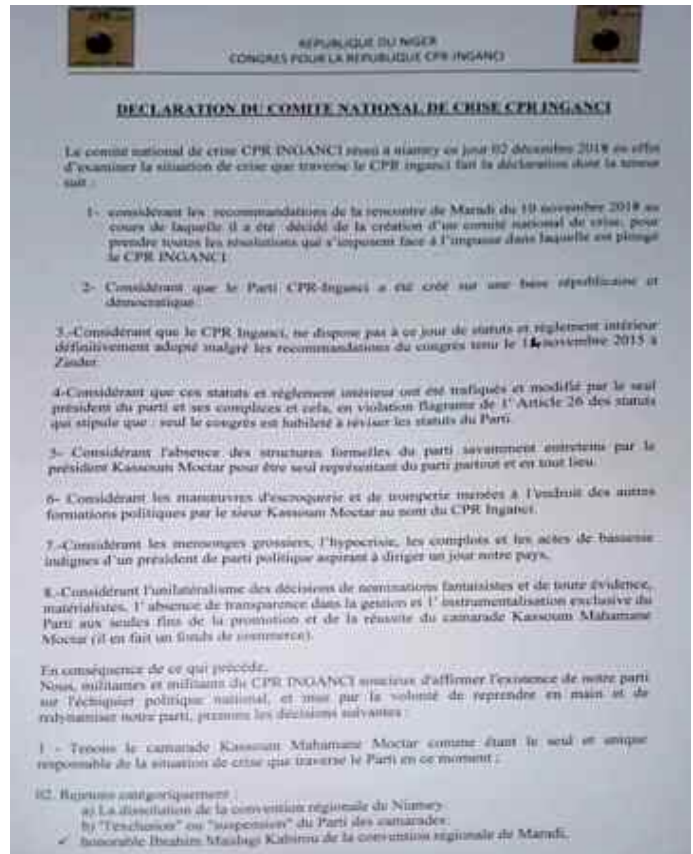 REPUBLIQUE DU NIGER
CONGRES POUR LA REPUBLIQUE CPR INGANCI
DECLARATION DU COMITE NATIONAL DE CRISE CPR INGANCI
Le comité national de crise CPR INGANCI réuni à niamey ce jour 02 décembre 2018 en effet
d'examiner la situation de crise que traverse le CPR inganci fait la déclaration dont la teneur
suit :
1- considérant les recommandations de la rencontre de Maradi du 10 novembre 2018 au
cours de laquelle il a été décidé de la création d'un comité national de crise, pour
prendre toutes les résolutions qui s'imposent face à l'impasse dans laquelle est plongé
le CPR INGANCI
2- Considérant que le Parti CPR-Inganci a été créé sur une base républicaine et
démocratique
3.-Considérant que le CPR Inganci, ne dispose pas à ce jour de statuts et règlement intérieur
définitivement adopté malgré les recommandations du congrès tenu le novembre 2015 à
Zinder.
4-Considérant que ces statuts et règlement intérieur ont été trafiqués et modifié par le seul
président du parti et ses complices et cela, en violation flagrante de l' Article 26 des statuts
qui stipule que : seul le congrès est habileté à réviser les statuts du Parti.
5- Considérant l'absence des structures formelles du parti savamment entretenu par le
président Kassoum Moctar pour être seul représentant du parti partout et en tout lieu.
6- Considérant les manœuvres d'escroquerie et de tromperie menées à l'endroit des autres
formations politiques par le sieur Kassoum Moctar au nom du CPR Inganci.
7.-Considérant les mensonges grossiers, l'hypocrisie, les complots et les actes de bassesse
indignes d'un président de parti politique aspirant à diriger un jour notre pays.
8.-Considérant l'unilatéralisme des décisions de nominations fantaisistes et de toute évidence,
matérialistes, l' absence de transparence dans la gestion et l' instrumentalisation exclusive du
Parti aux seules fins de la promotion et de la réussite du camarade Kassoum Mahamane
Moctar (il en fait un fonds de commerce).
En conséquence de ce qui précède,
Nous, militantes et militants du CPR INGANCI soucieux d'affirmer l'existence de notre parti
sur l'échiquier politique national, et mus par la volonté de reprendre en main et de
redynamiser notre parti, prenons les décisions suivantes :
1 - Tenons le camarade Kassoum Mahamane Moctar comme étant le seul et unique
responsable de la situation de crise que traverse le Parti en ce moment ;
02. Rejetons catégoriquement :
a) La dissolution de la convention régionale de Niamey.
b) "l'exclusion" ou "suspension" du Parti des camarades:
✓ honorable Ibrahim Maidagi Kabirou de la convention régionale de Maradi,